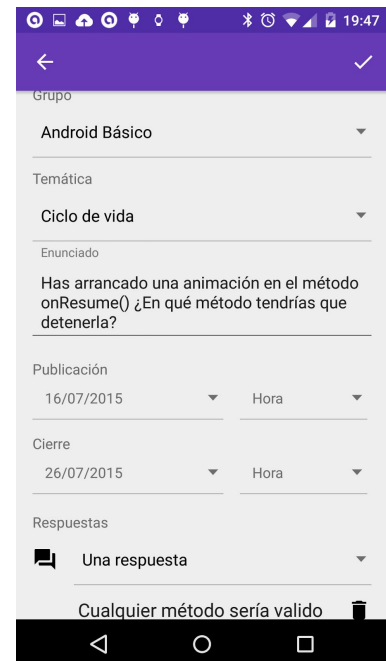 19:47
Grupo
Android Básico
Temática
Ciclo de vida
Enunciado
Has arrancado una animación en el método
onResume() ¿En qué método tendrías que
detenerla?
Publicación
16/07/2015 Hora
Cierre
26/07/2015 Hora
Respuestas
Una respuesta
Cualquier método sería valido